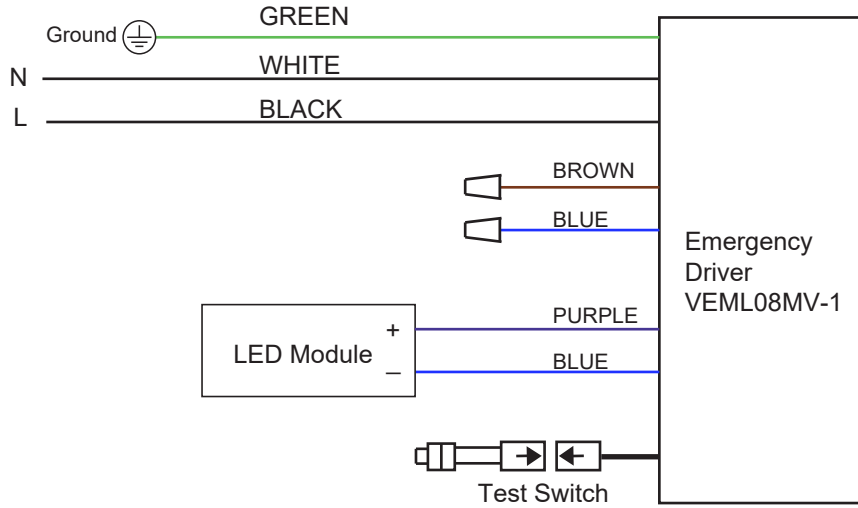 GREEN
Ground
WHITE
N
BLACK
L
BROWN
BLUE
Emergency
Driver
VEML08MV-1
PURPLE
+
LED Module
BLUE
–
Test Switch